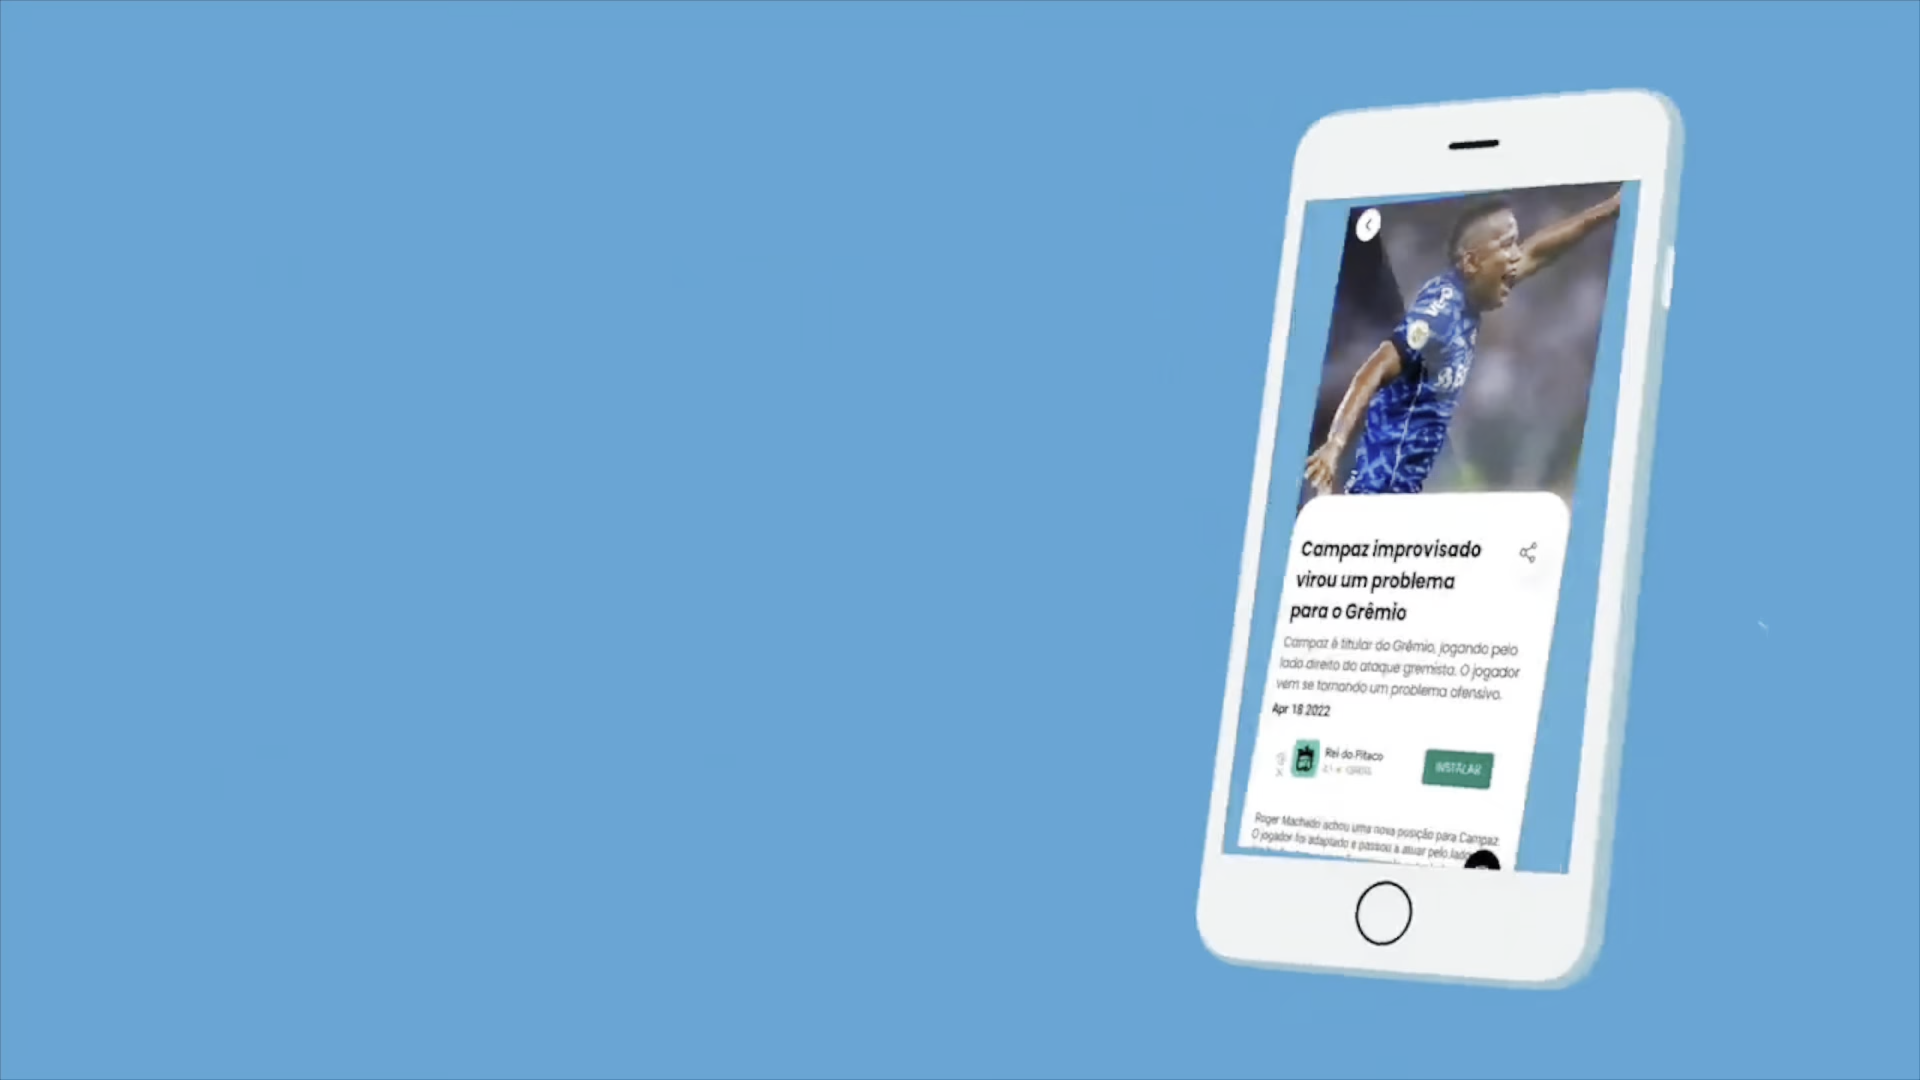 Campaz improvisado
virou um problema
para o Grêmio
Campaz é titular do Grêmio, jogando pelo
lado direito do ataque gremista. O jogador
vem se tornando um problema ofensivo.
Apr 18 2022
Rei do Pitaco
INSTALAR
Roger Machado achou uma nova posição para Campaz.
O jogador foi adaptado e passou a atuar pelo lado